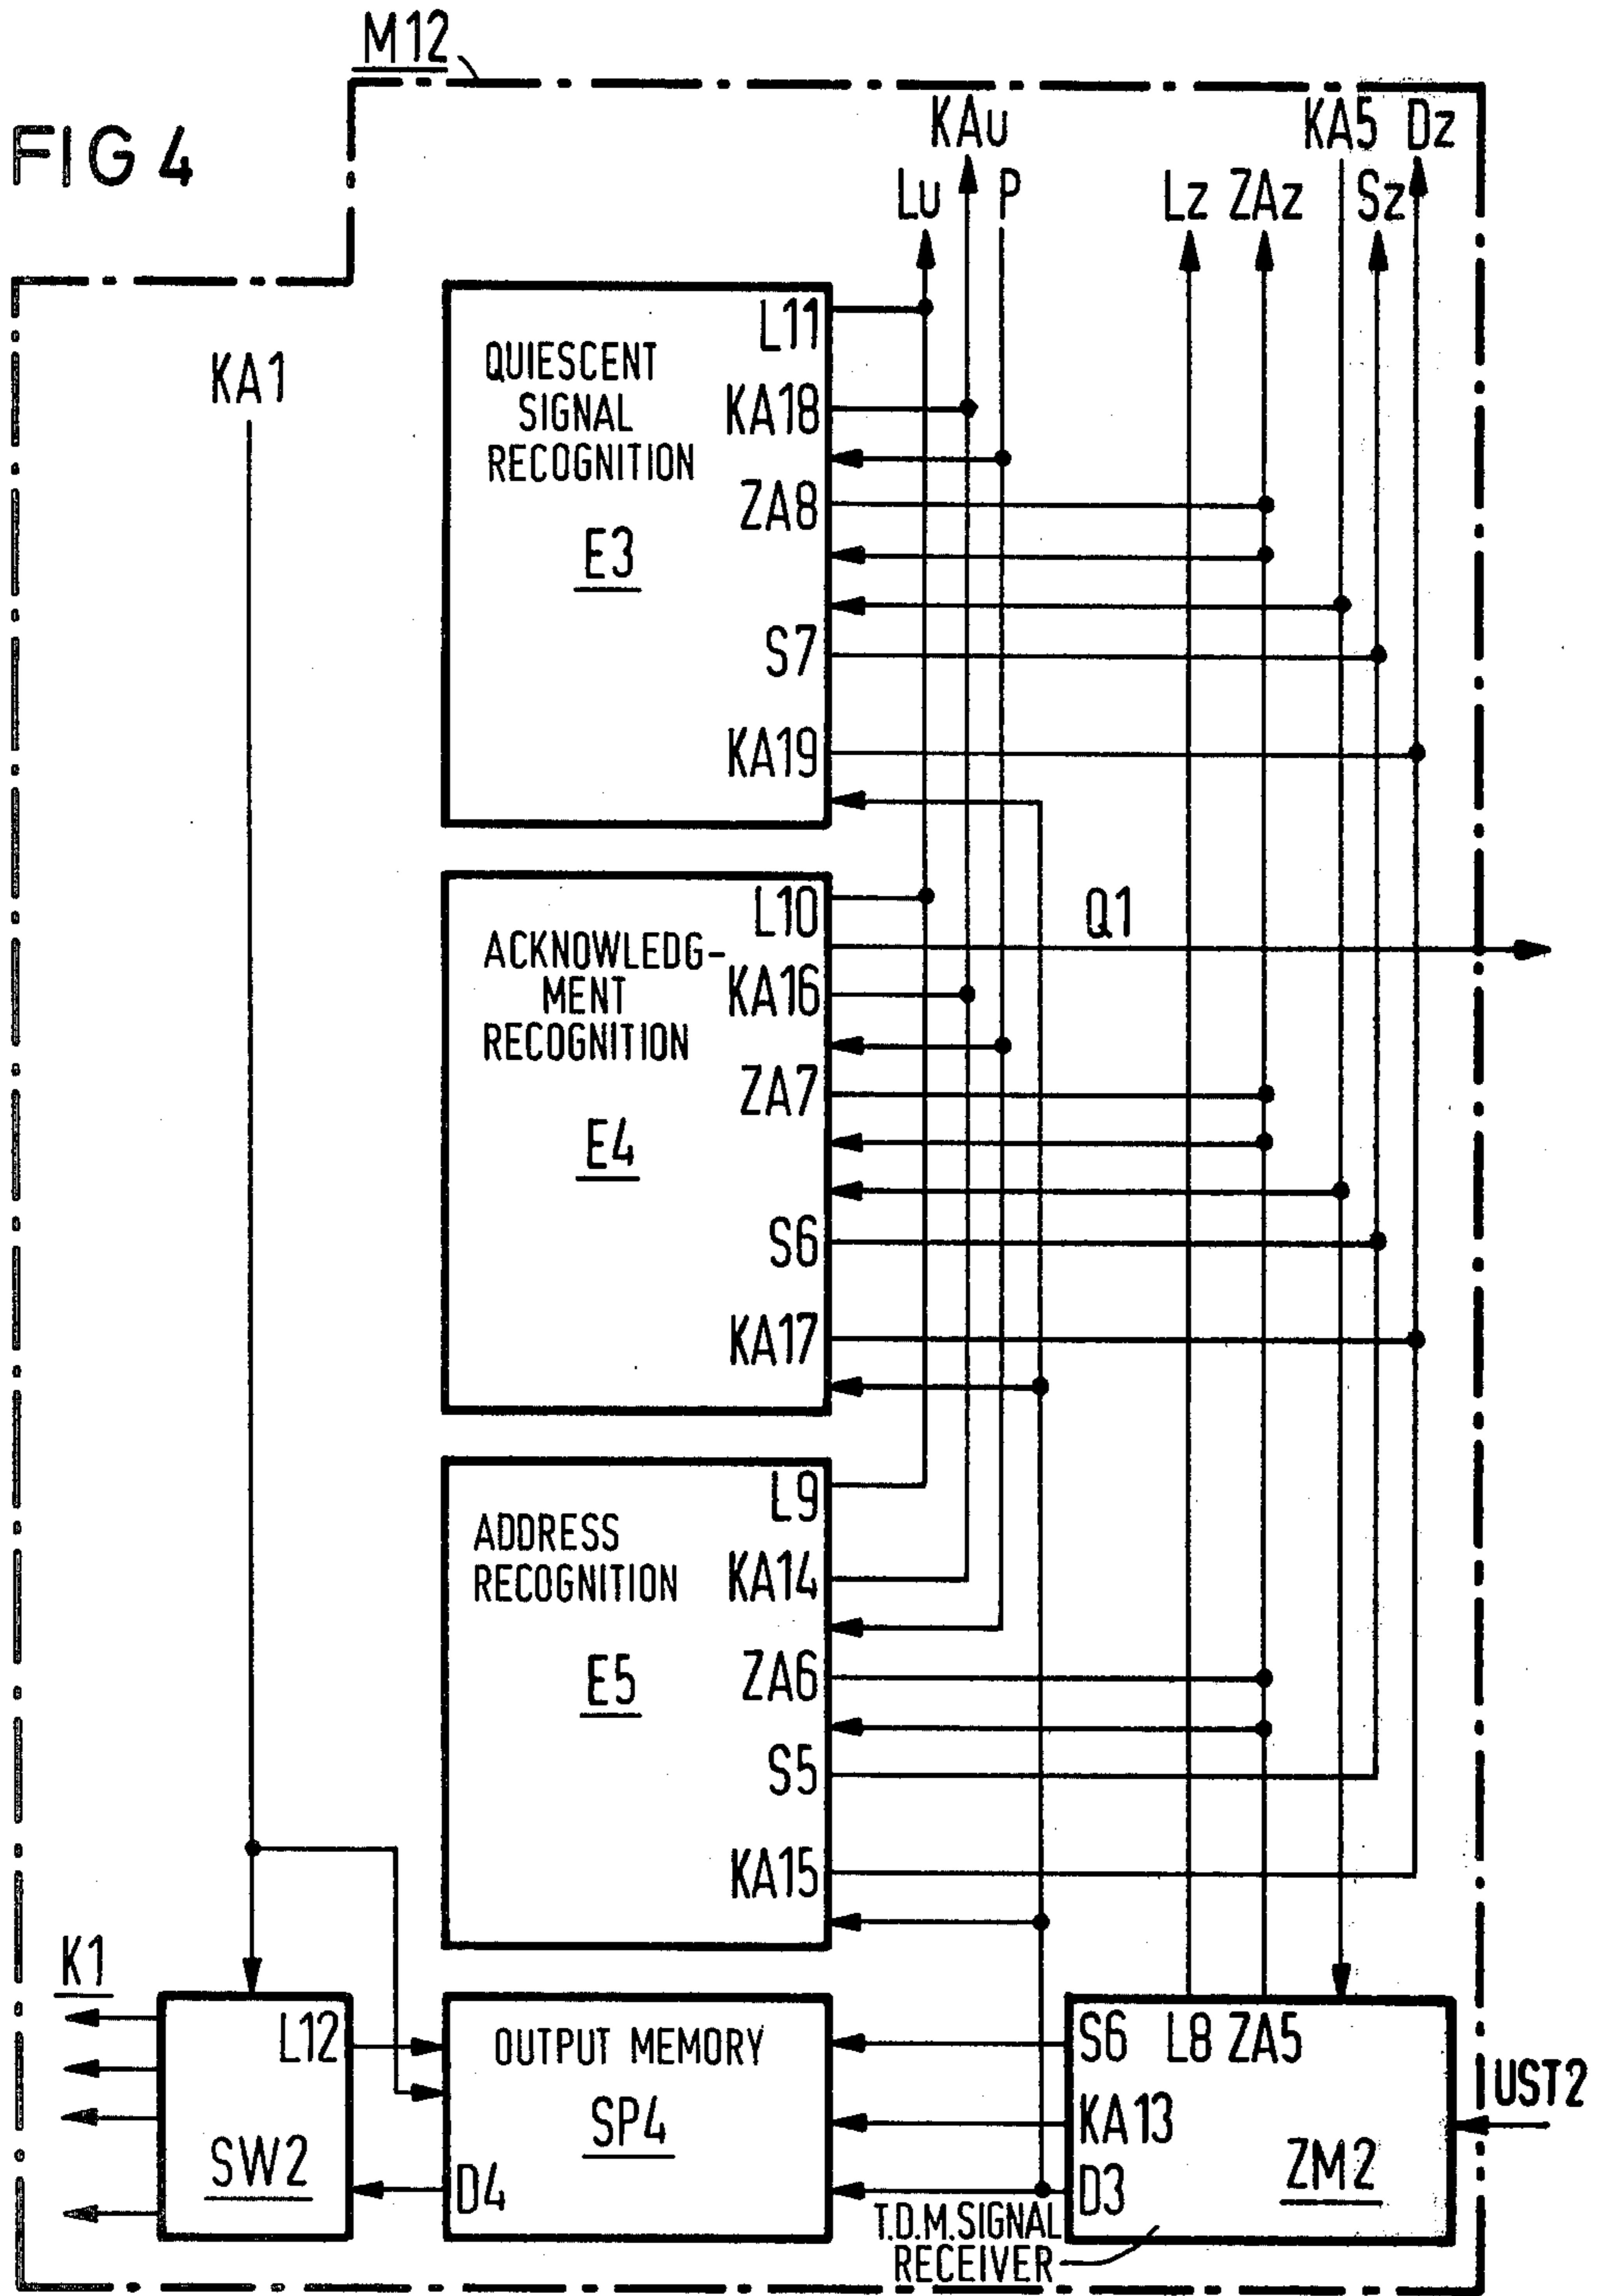 M12
FIG 4
KAu
KA5 Dz
Lu
P
Lz ZAz
Sz
KA1
QUIESCENT
SIGNAL
RECOGNITION
E3
L11
KA18
ZA8
S7
KA19
ACKNOWLEDG-
MENT
RECOGNITION
E4
L10
Q1
KA16
ZA7
S6
KA17
ADDRESS
RECOGNITION
E5
L9
KA14
ZA6
S5
KA15
K1
L12
SW2
OUTPUT MEMORY
SP4
D4
S6 L8 ZA5
KA13
D3
ZM2
UST2
T.D.M.SIGNAL
RECEIVER